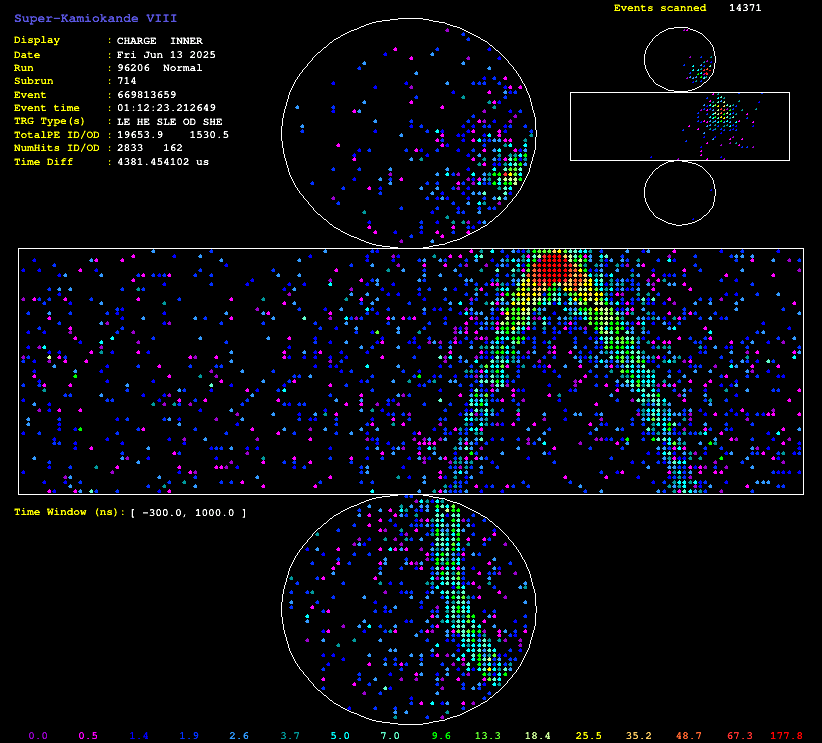 Super-Kamiokande VIII
Events scanned 14371
Display : CHARGE INNER
Date : Fri Jun 13 2025
Run : 96206 Normal
Subrun : 714
Event : 669813659
Event time : 01:12:23.212649
TRG Type(s) : LE HE SLE OD SHE
TotalPE ID/OD : 19653.9 1530.5
NumHits ID/OD : 2833 162
Time Diff : 4381.454102 us
Time Window (ns): [ -300.0, 1000.0 ]
0.0 0.5 1.4 1.9 2.6 3.7 5.0 7.0 9.6 13.3 18.4 25.5 35.2 48.7 67.3 177.8